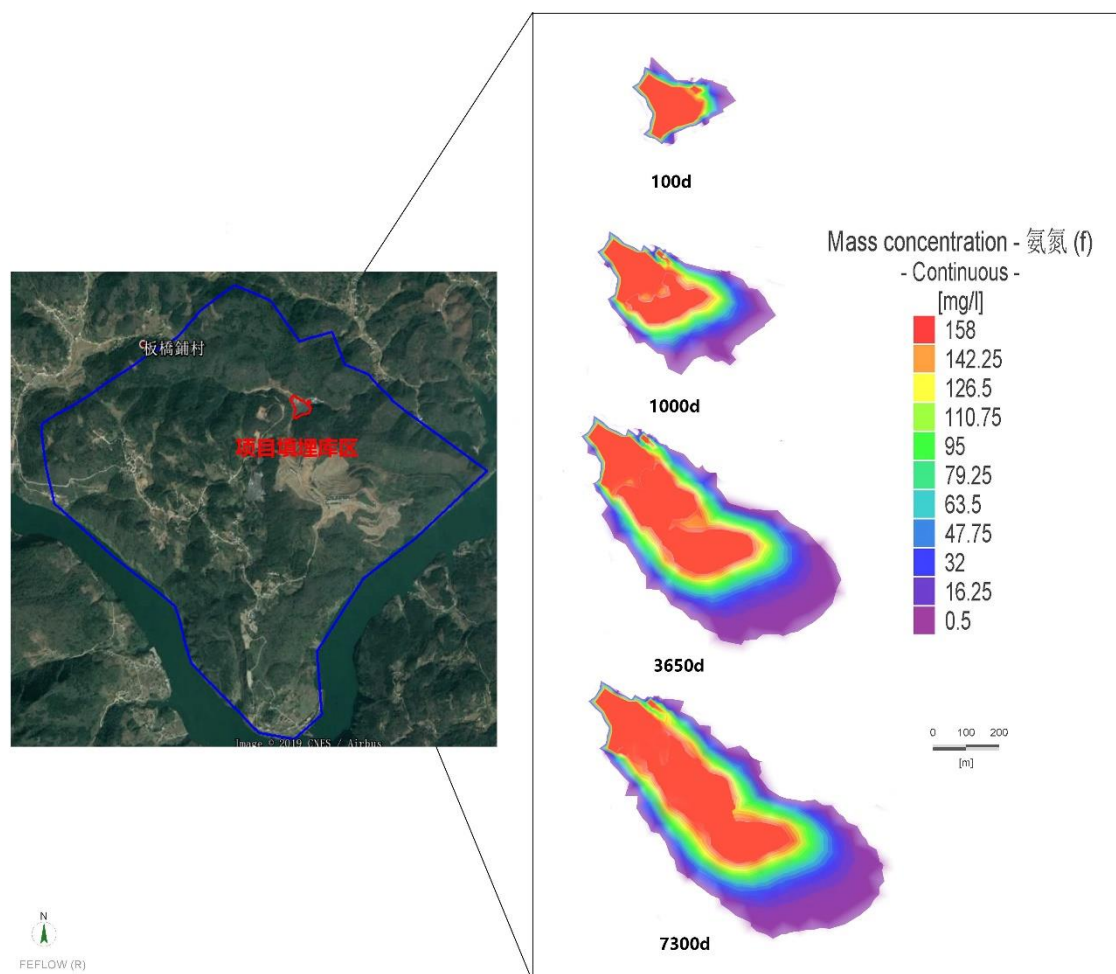 板橋鋪村
项目填埋库区
Image © 2019 CNES / Airbus
N
FEFLOW (R)
100d
1000d
3650d
7300d
Mass concentration - 氨氮 (f)
- Continuous -
[mg/l]
158
142.25
126.5
110.75
95
79.25
63.5
47.75
32
16.25
0.5
0 100 200
[m]